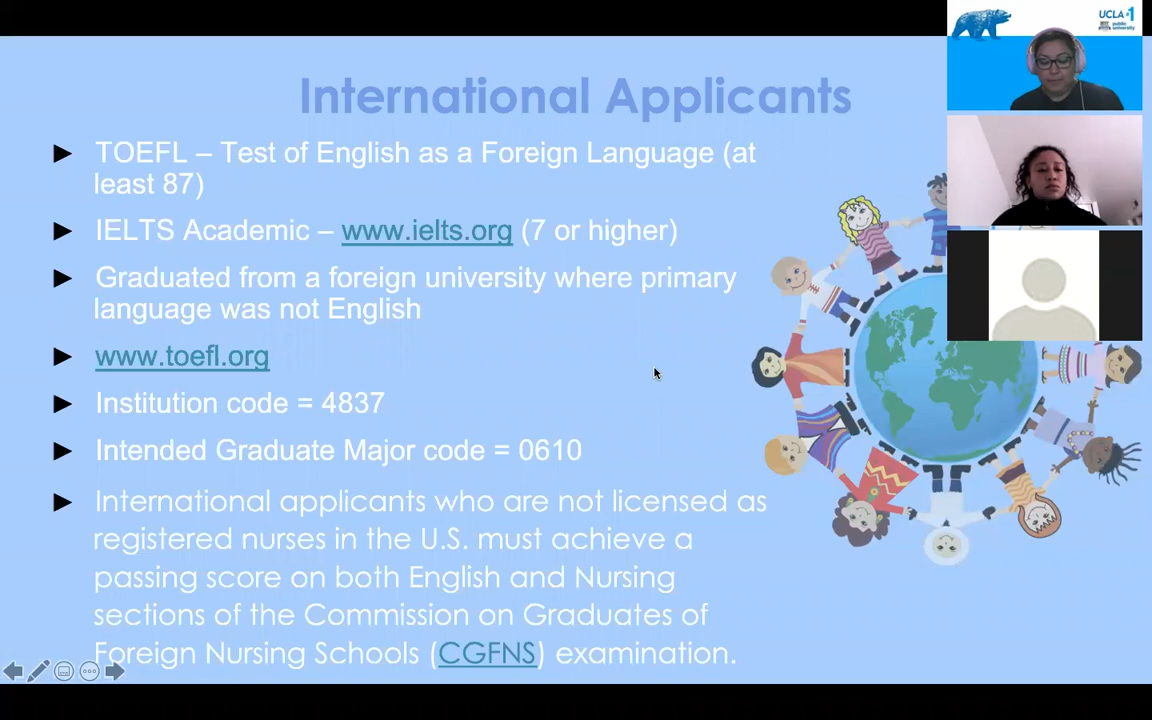 UCLA #1
public
university
International Applicants
► TOEFL – Test of English as a Foreign Language (at
least 87)
► IELTS Academic – www.ielts.org (7 or higher)
► Graduated from a foreign university where primary
language was not English
► www.toefl.org
► Institution code = 4837
► Intended Graduate Major code = 0610
► International applicants who are not licensed as
registered nurses in the U.S. must achieve a
passing score on both English and Nursing
sections of the Commission on Graduates of
Foreign Nursing Schools (CGFNS) examination.